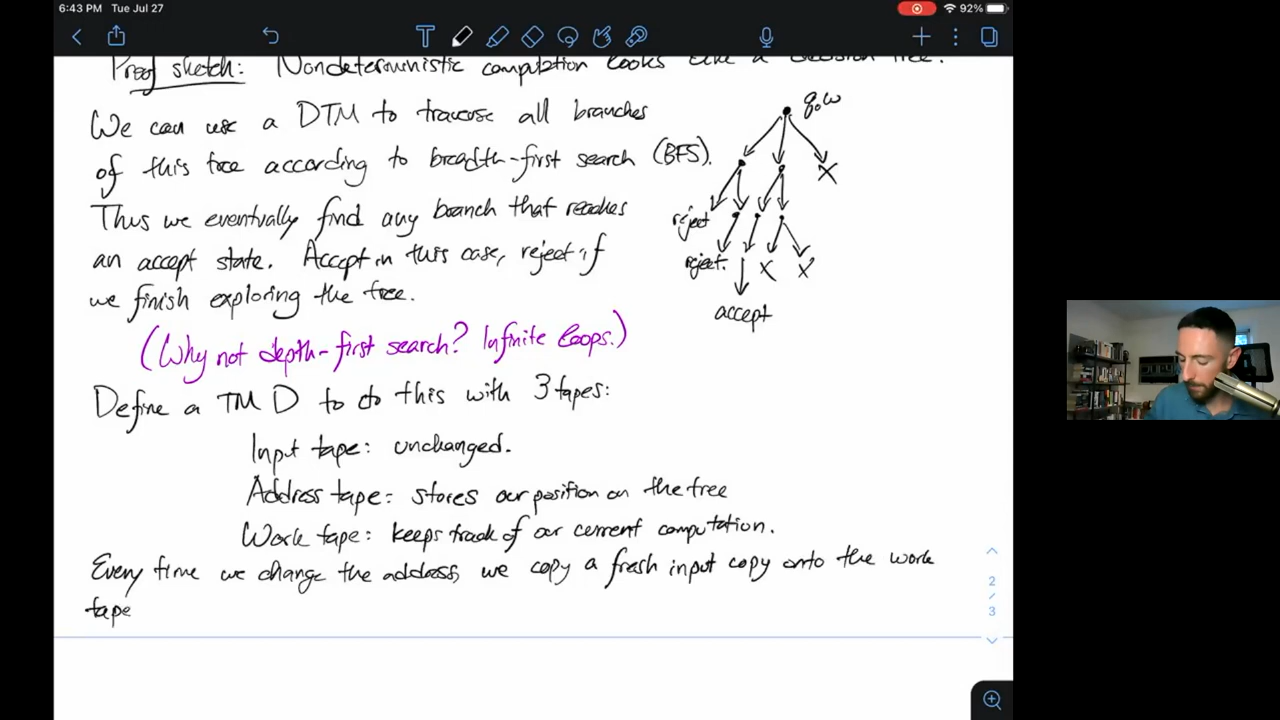 6:43 PM Tue Jul 27
92%
Proof sketch: Nondeterministic computation looks like a decision tree.
We can use a DTM to traverse all branches
of this tree according to breadth-first search (BFS).
Thus we eventually find any branch that reaches
an accept state. Accept in this case, reject if
we finish exploring the tree.
(Why not depth-first search? Infinite loops.)
Define a TM D to do this with 3 tapes:
Input tape: unchanged.
Address tape: stores our position on the tree
Work tape: keeps track of our current computation.
Every time we change the address, we copy a fresh input copy onto the work
tape
q₀w
X
reject
reject.
X
X
accept
2
/
3